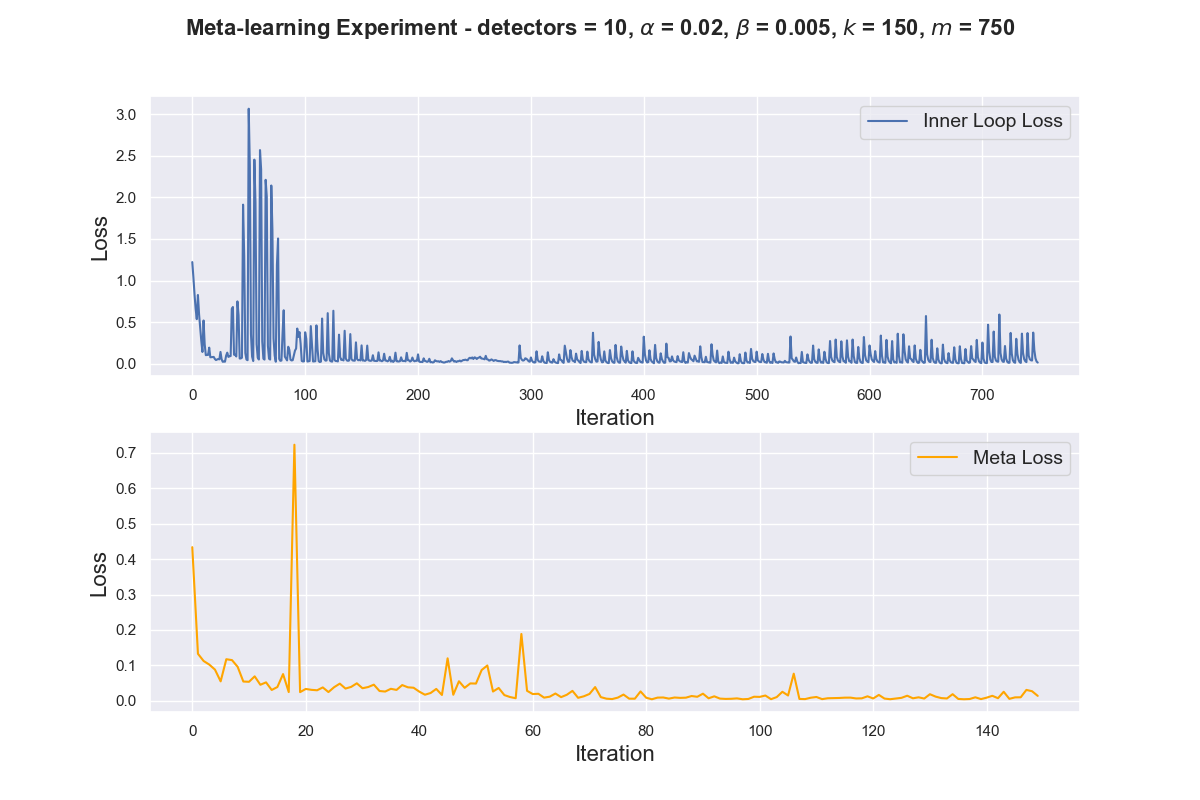 Meta-learning Experiment - detectors = 10, α = 0.02, β = 0.005, k = 150, m = 750
Inner Loop Loss
Loss
3.0
2.5
2.0
1.5
1.0
0.5
0.0
0 100 200 300 400 500 600 700
Iteration
Meta Loss
Loss
0.7
0.6
0.5
0.4
0.3
0.2
0.1
0.0
0 20 40 60 80 100 120 140
Iteration